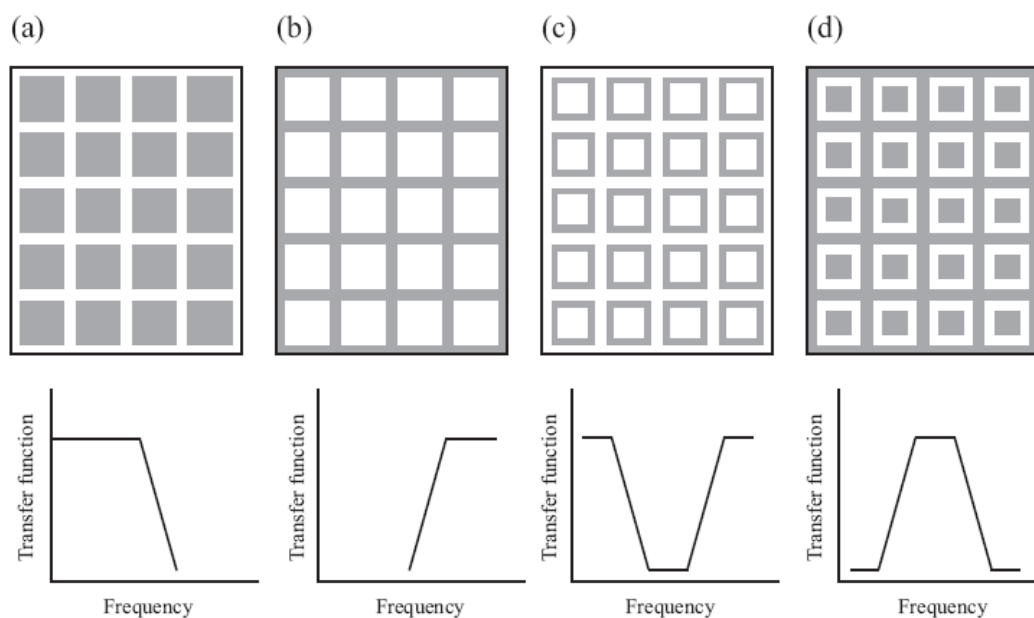 (a)
(b)
(c)
(d)
Transfer function
Frequency
Transfer function
Frequency
Transfer function
Frequency
Transfer function
Frequency